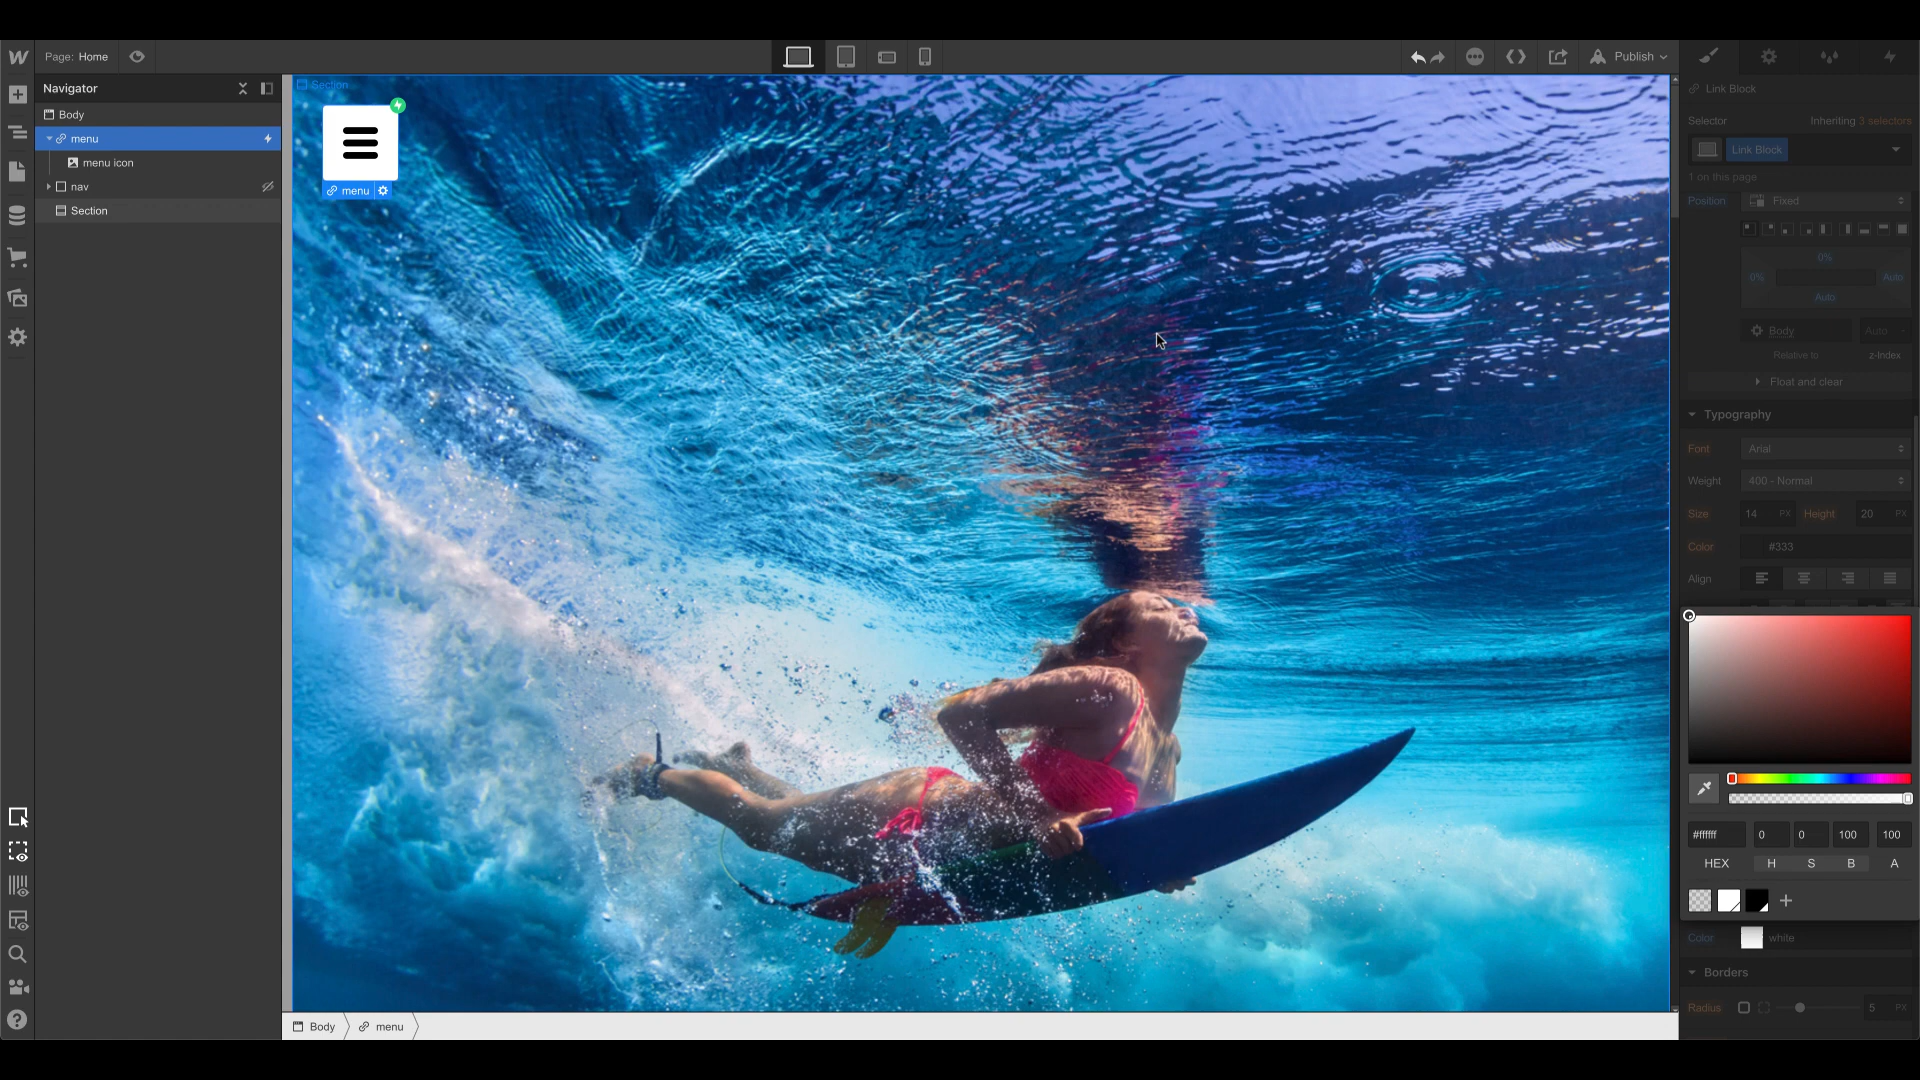 Page: Home
Publish
Navigator
Body
menu
menu icon
nav
Section
Section
menu
Body
menu
Link Block
Selector
Inheriting 3 selectors
Link Block
1 on this page
Position
Fixed
0%
0%
Auto
Auto
Body
Auto
Relative to
z-Index
Float and clear
Typography
Font
Arial
Weight
400 - Normal
Size
14
PX
Height
20
PX
Color
#333
Align
#ffffff
0
0
100
100
HEX
H
S
B
A
Color
white
Borders
Radius
5
PX